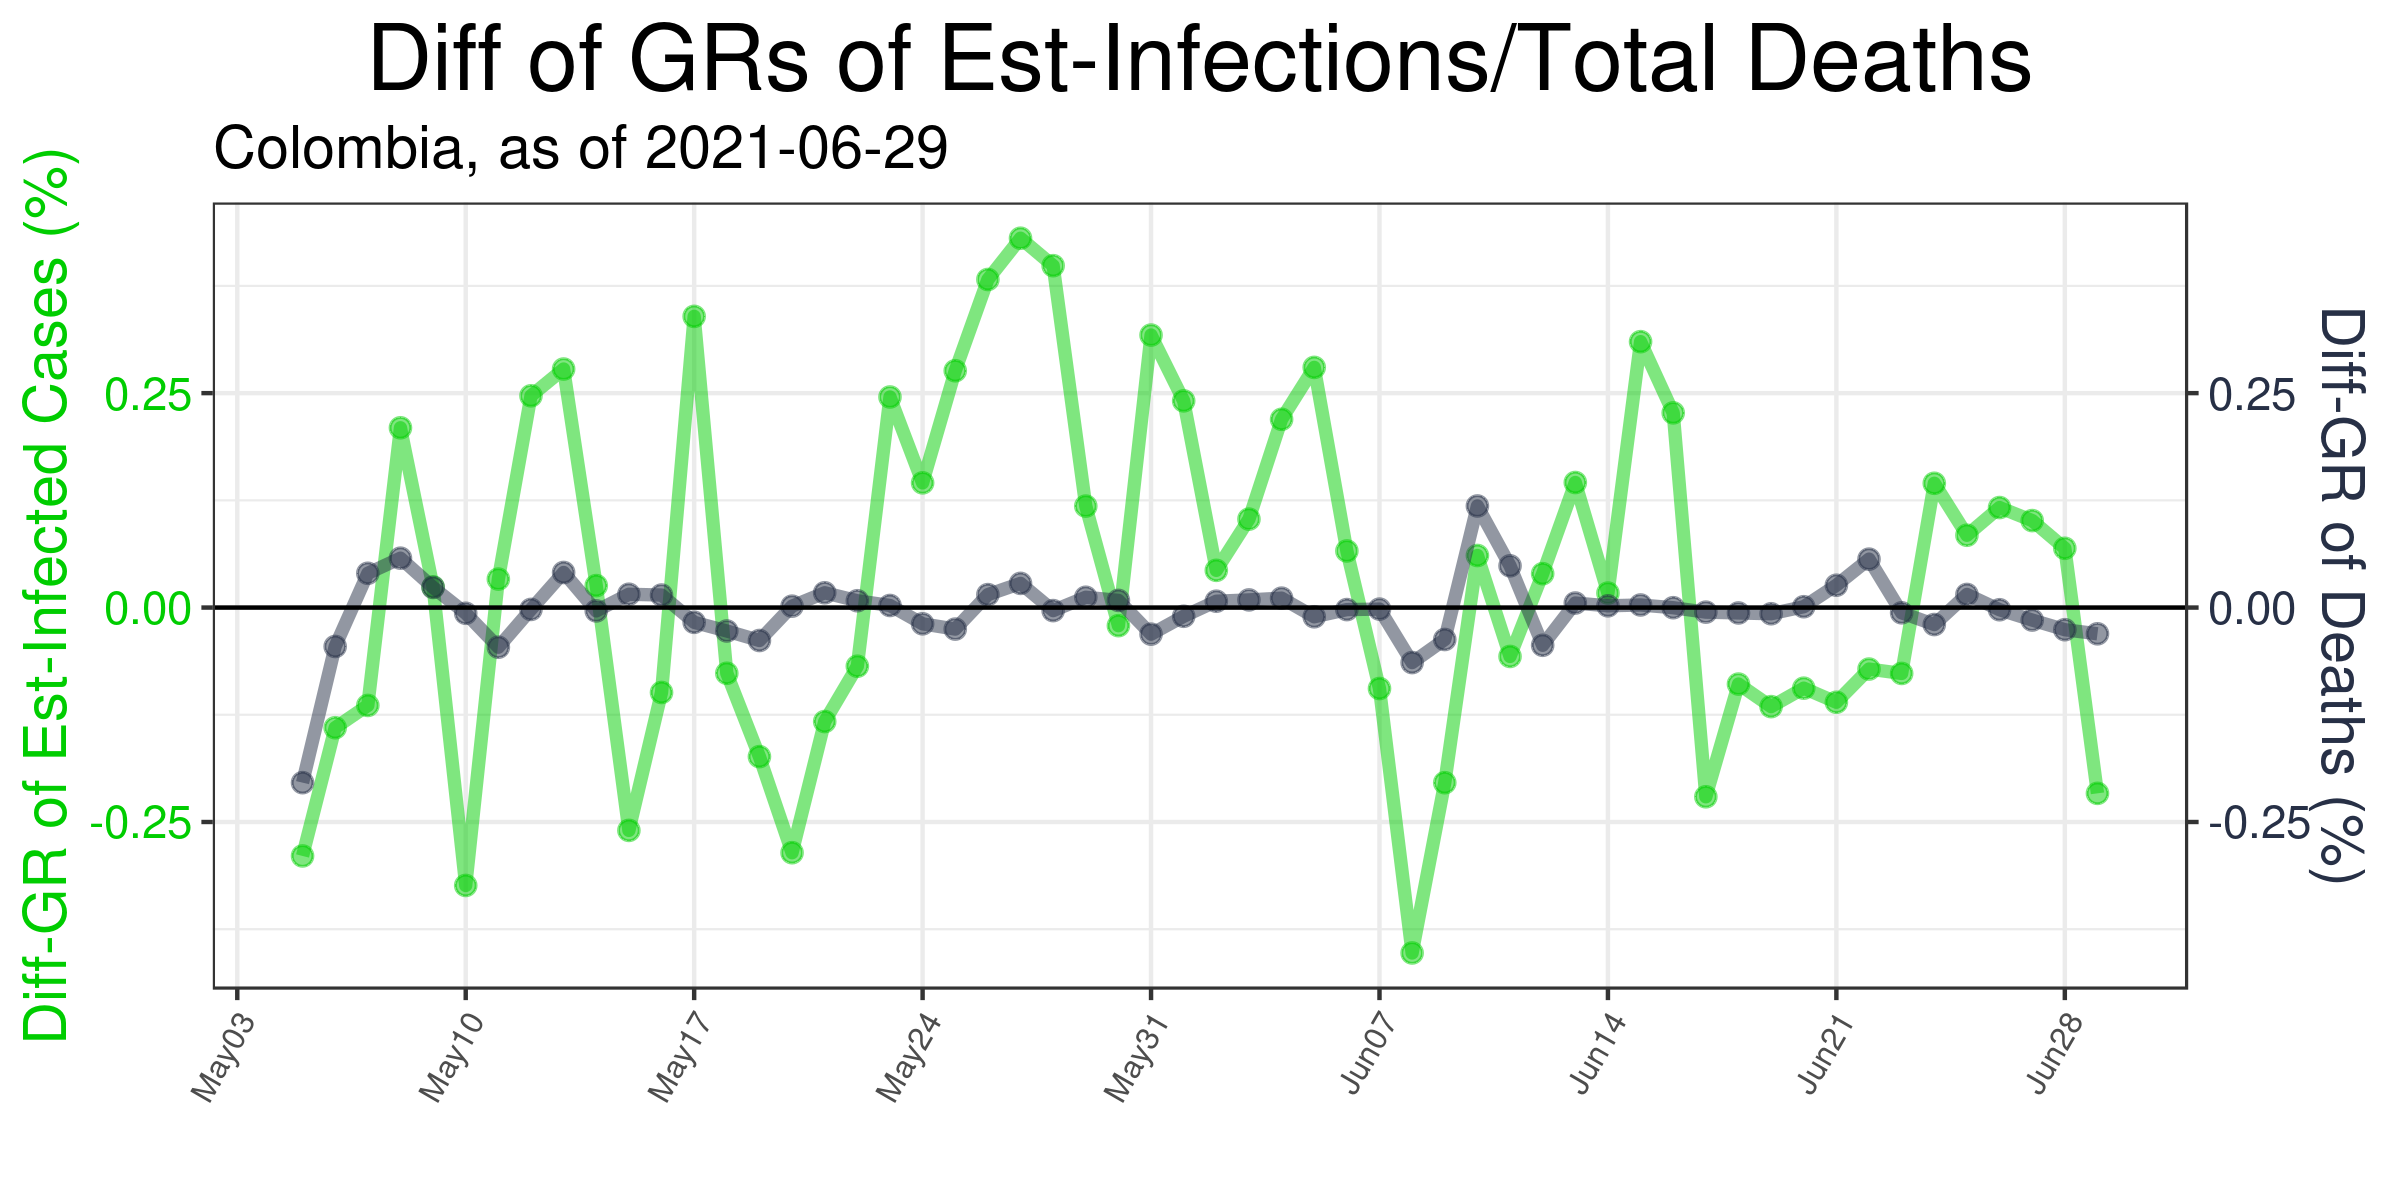 Diff of GRs of Est-Infections/Total Deaths
Colombia, as of 2021-06-29
Diff-GR of Est-Infected Cases (%)
0.25
0.00
-0.25
0.25
0.00
-0.25
Diff-GR of Deaths (%)
May03
May10
May17
May24
May31
Jun07
Jun14
Jun21
Jun28